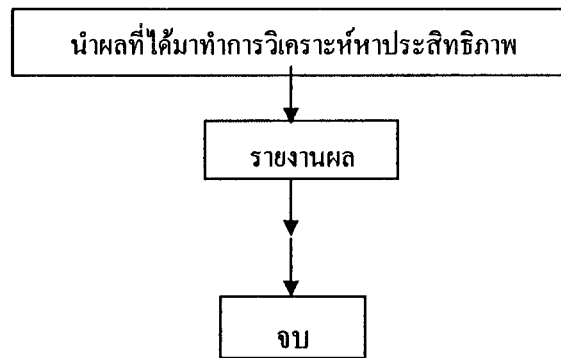 นำผลที่ได้มาทำการวิเคราะห์หาประสิทธิภาพ
รายงานผล
จบ